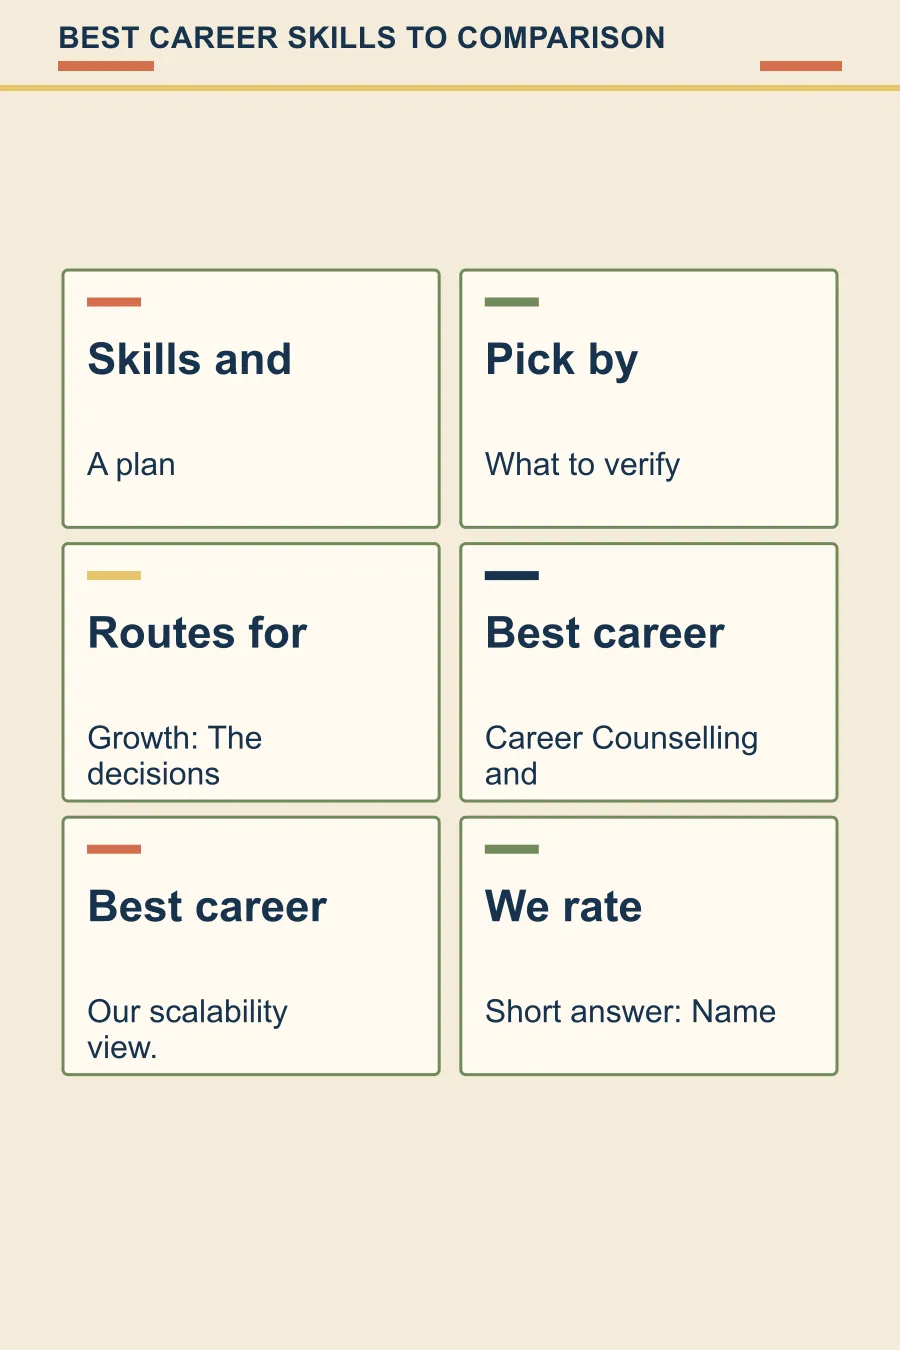 BEST CAREER SKILLS TO COMPARISON
Skills and
A plan
Pick by
What to verify
Routes for
Growth: The
decisions
Best career
Career Counselling
and
Best career
Our scalability
view.
We rate
Short answer: Name